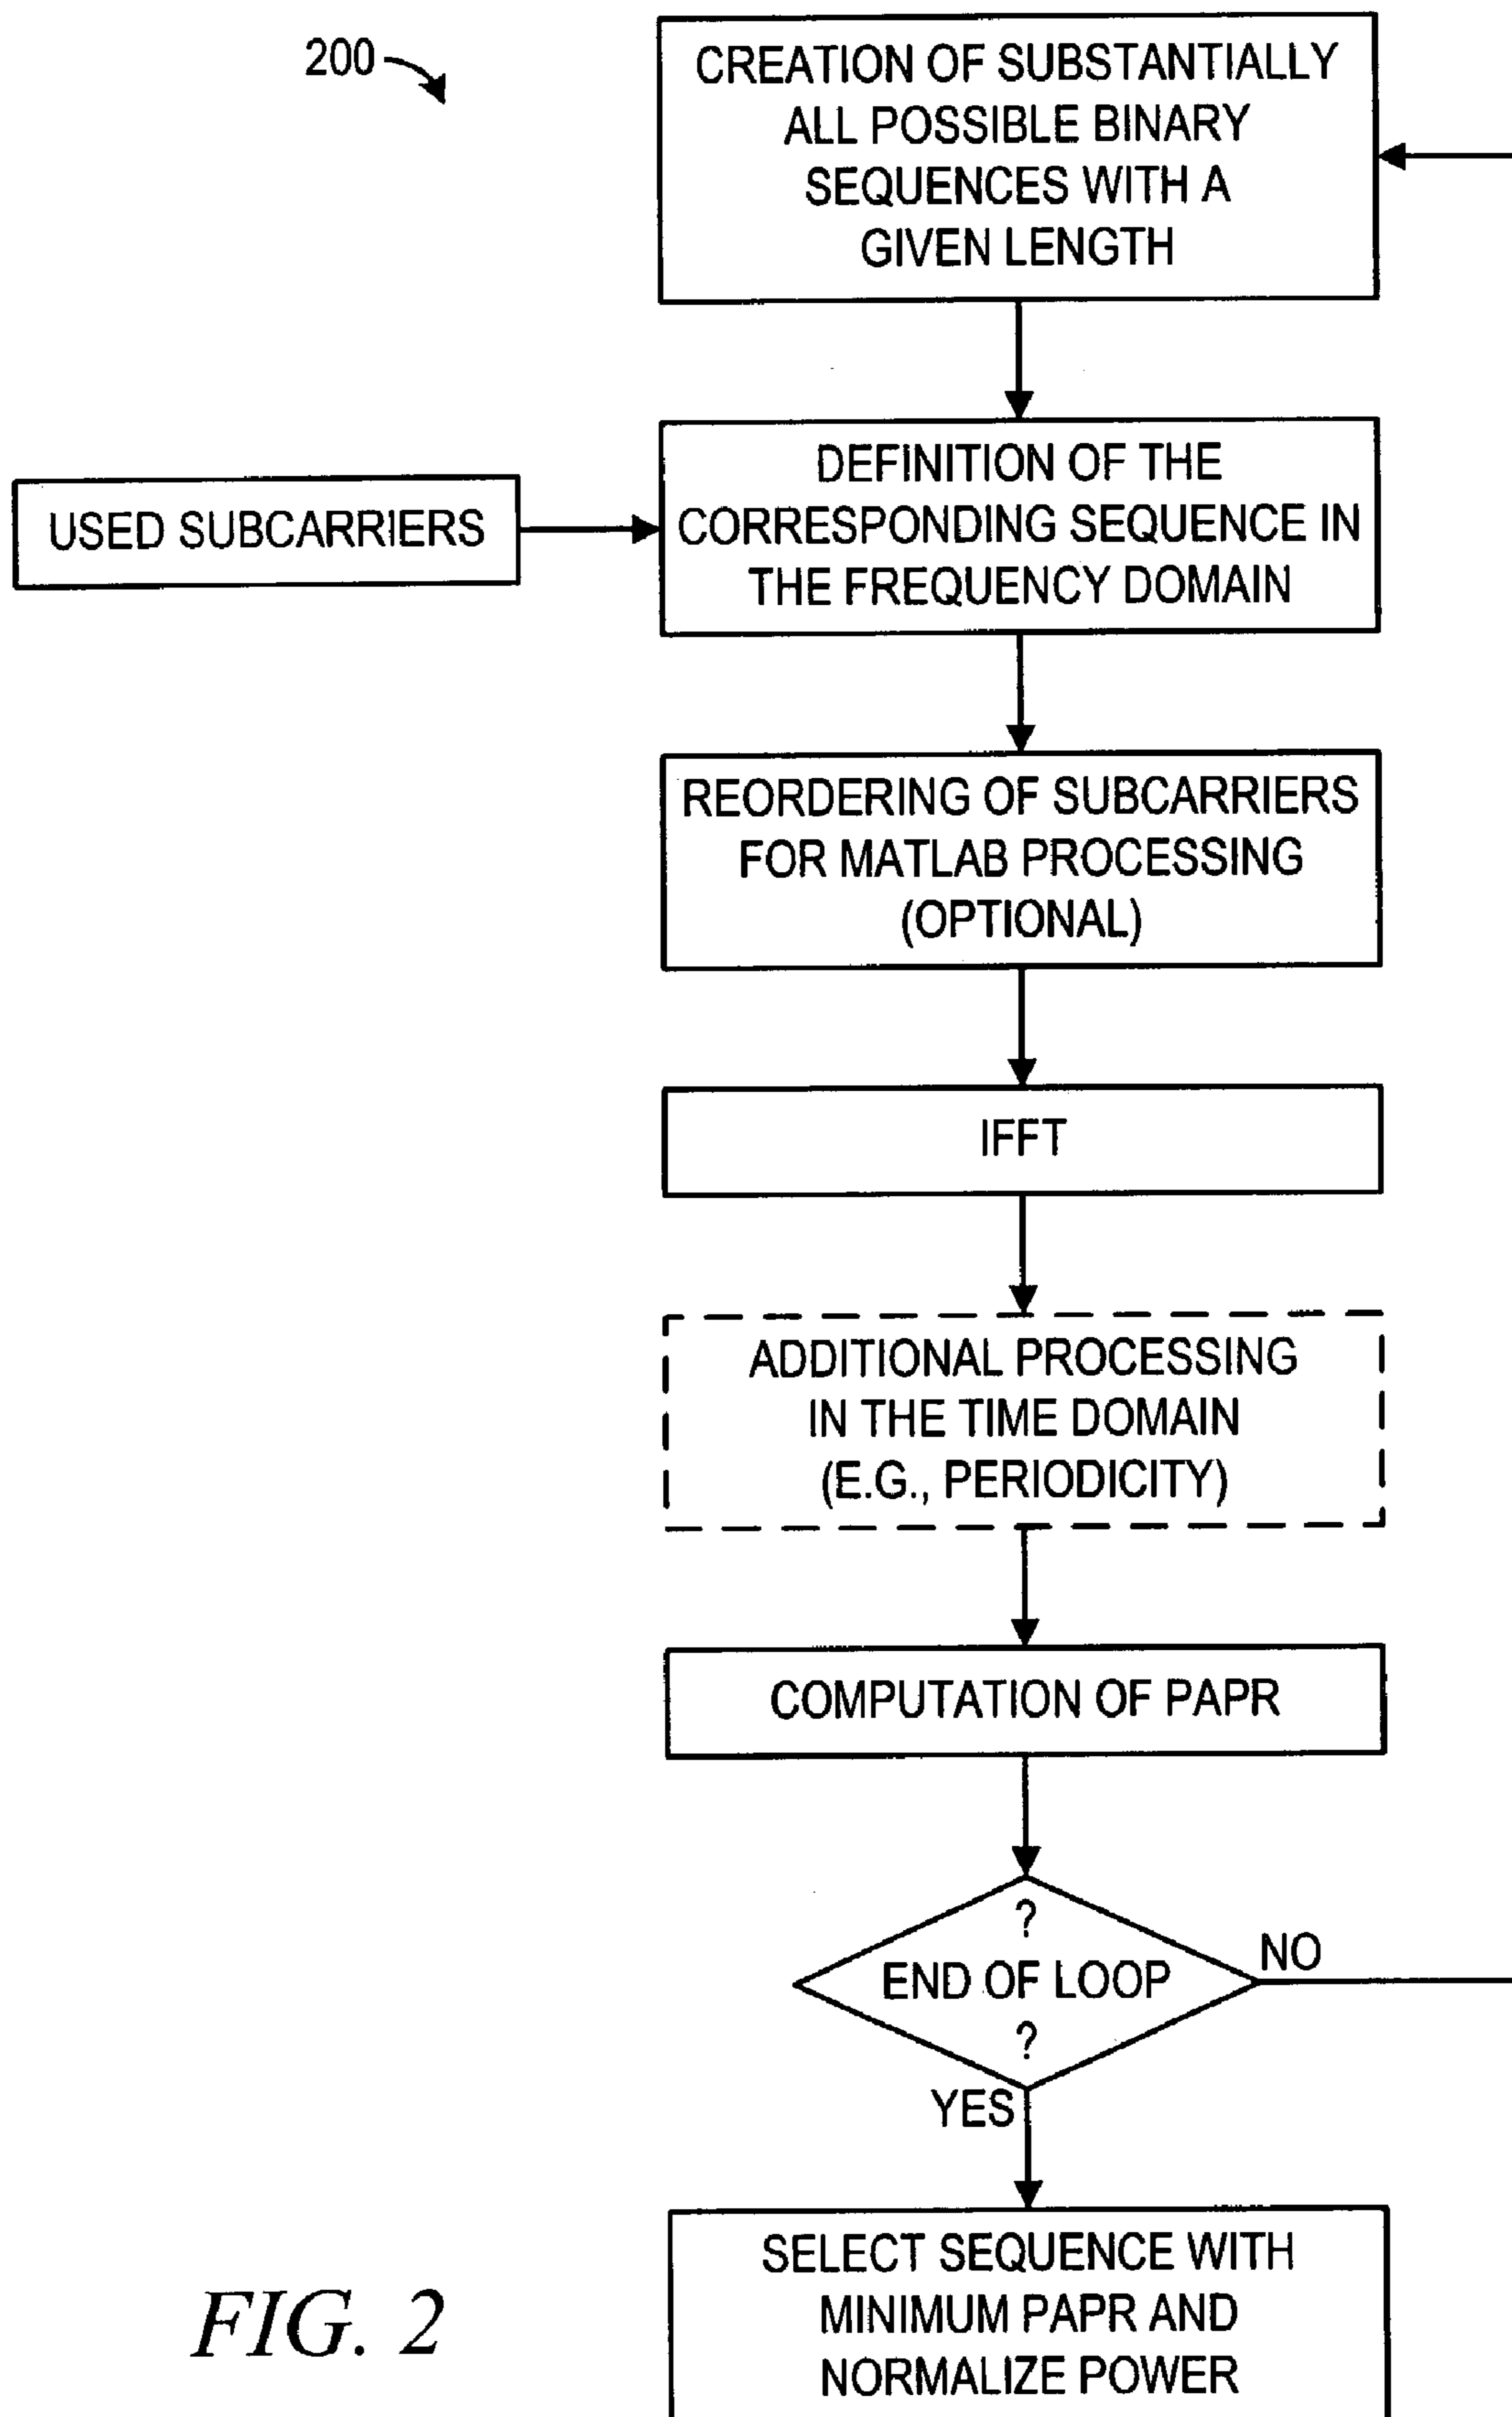 200
CREATION OF SUBSTANTIALLY
ALL POSSIBLE BINARY
SEQUENCES WITH A
GIVEN LENGTH
USED SUBCARRIERS
DEFINITION OF THE
CORRESPONDING SEQUENCE IN
THE FREQUENCY DOMAIN
REORDERING OF SUBCARRIERS
FOR MATLAB PROCESSING
(OPTIONAL)
IFFT
ADDITIONAL PROCESSING
IN THE TIME DOMAIN
(E.G., PERIODICITY)
COMPUTATION OF PAPR
?
END OF LOOP
?
NO
YES
SELECT SEQUENCE WITH
MINIMUM PAPR AND
NORMALIZE POWER
FIG. 2